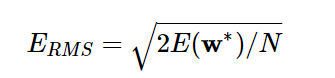 E_{RMS} = \sqrt{2E(\mathbf{w}^*)/N}